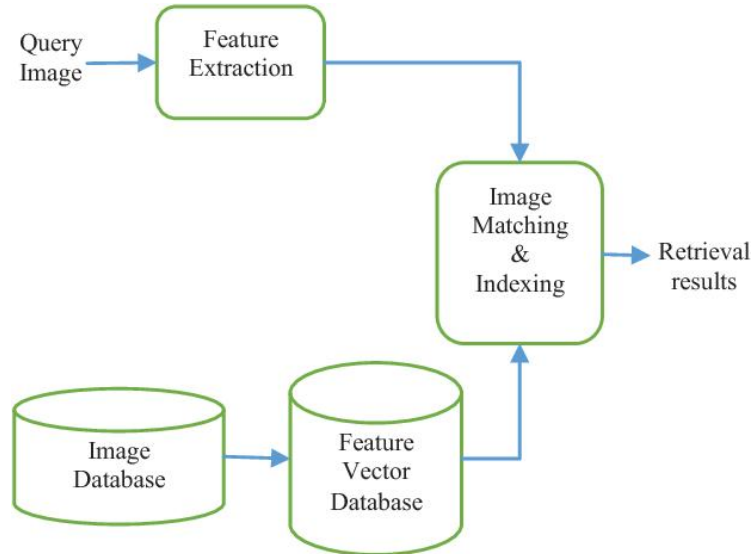 Query
Image
Feature
Extraction
Image
Matching
&
Indexing
Retrieval
results
Image
Database
Feature
Vector
Database